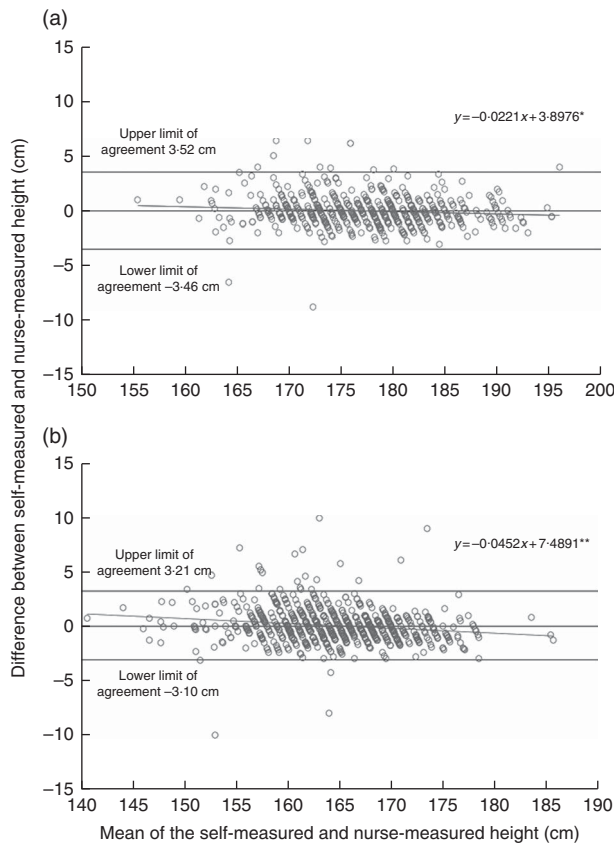 (a)
15
10
5
0
−5
−10
−15
y=−0·0221x+3·8976*
Upper limit of
agreement 3·52 cm
Lower limit of
agreement −3·46 cm
150 155 160 165 170 175 180 185 190 195 200
Difference between self-measured and nurse-measured height (cm)
(b)
15
10
5
0
−5
−10
−15
y=−0·0452x+7·4891**
Upper limit of
agreement 3·21 cm
Lower limit of
agreement −3·10 cm
140 145 150 155 160 165 170 175 180 185 190
Mean of the self-measured and nurse-measured height (cm)